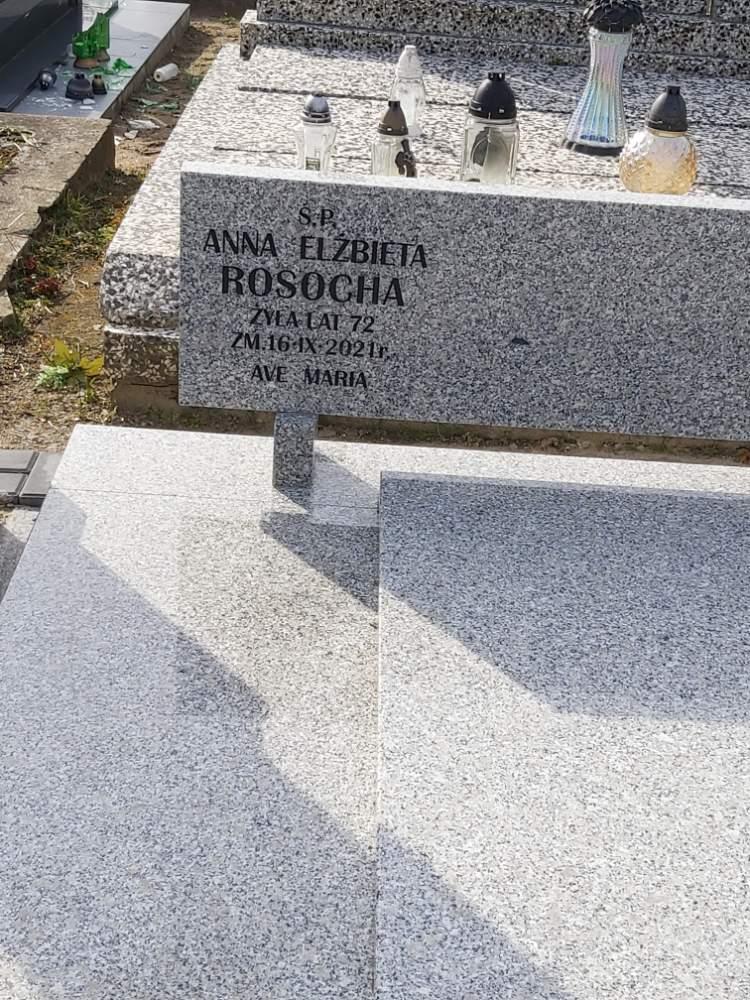 Ś.P.
ANNA ELŻBIETA
ROSOCHA
ŻYŁA LAT 72
ZM.16-IX-2021r.
AVE MARIA